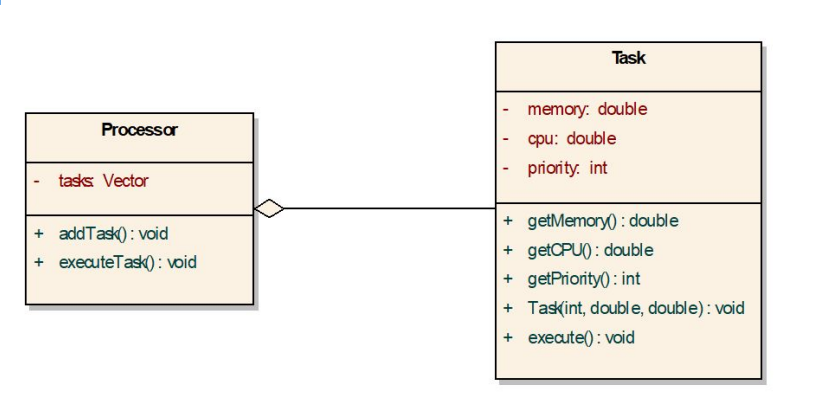 Processor
- tasks: Vector
+ addTask() : void
+ executeTask() : void
Task
- memory: double
- cpu: double
- priority: int
+ getMemory() : double
+ getCPU() : double
+ getPriority() : int
+ Task(int, double, double) : void
+ execute() : void